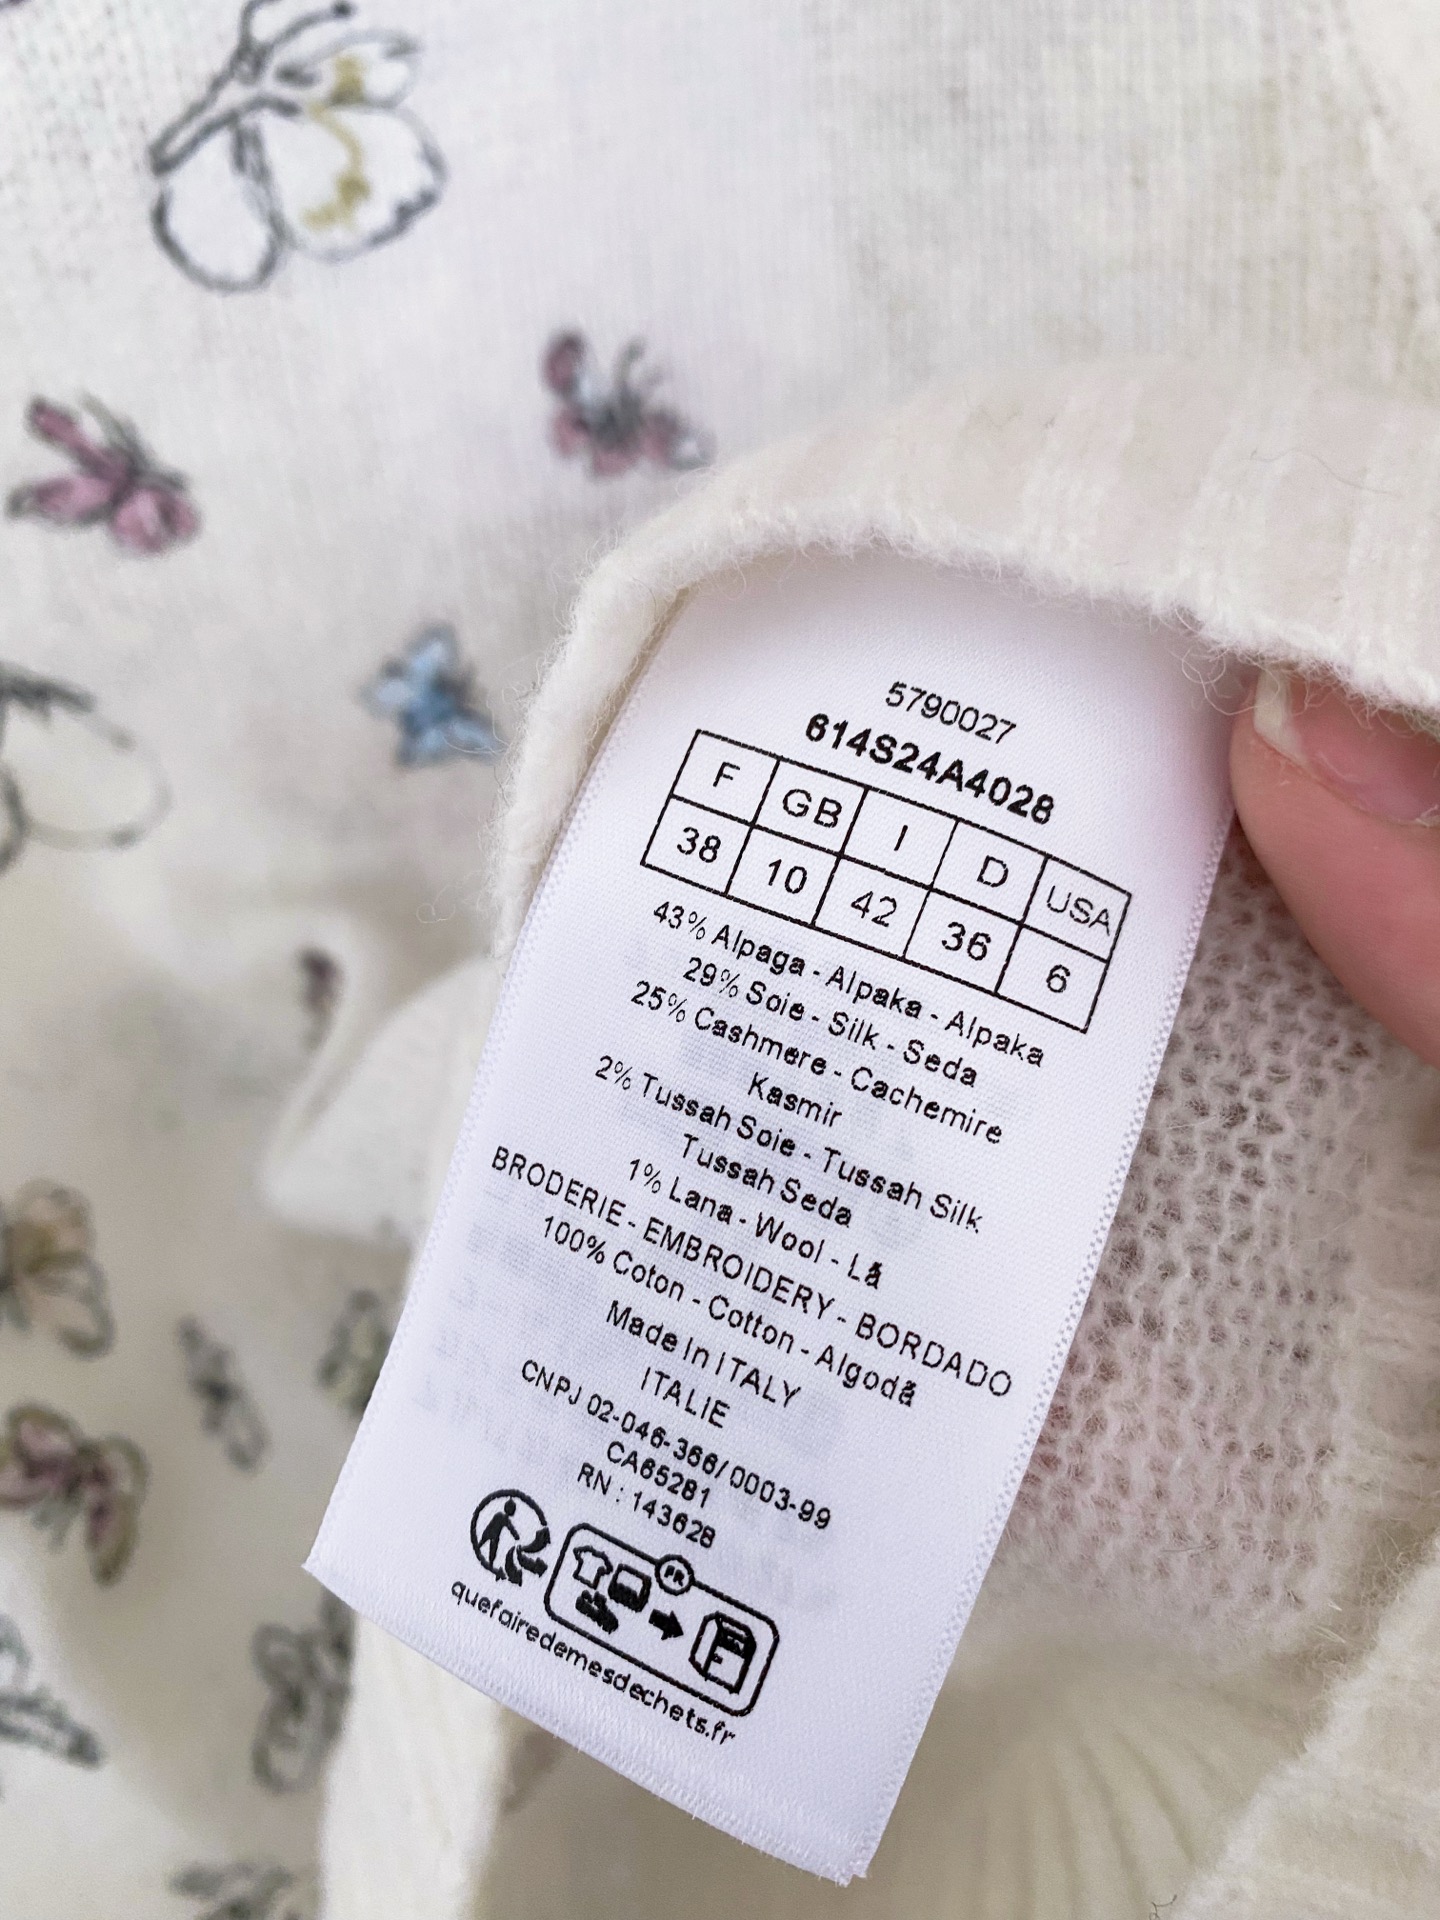 5790027
614S24A4028
F GB I D USA
38 10 42 36 6
43% Alpaga - Alpaka - Alpaka
29% Soie - Silk - Seda
25% Cashmere - Cachemire
Kasmir
2% Tussah Soie - Tussah Silk
Tussah Seda
1% Lana - Wool - Lã
BRODERIE - EMBROIDERY - BORDADO
100% Coton - Cotton - Algodã
Made In ITALY
ITALIE
CNPJ 02-046-366/0003-99
CA65281
RN : 143628
FR
quefairedemesdechets.fr